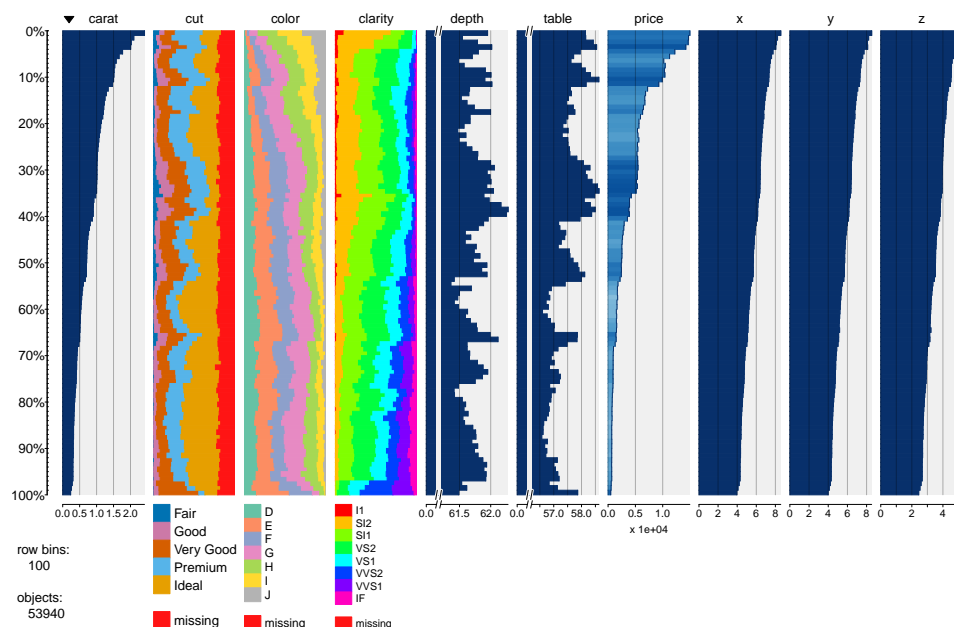 carat cut color clarity depth table price x y z
0%
10%
20%
30%
40%
50%
60%
70%
80%
90%
100%
0.0 0.5 1.0 1.5 2.0
0.0 61.5 62.0
0.0 57.0 58.0
0.0 0.5 1.0
x 1e+04
0 2 4 6 8
0 2 4 6 8
0 2 4
Fair
Good
Very Good
Premium
Ideal
missing
D
E
F
G
H
I
J
missing
I1
SI2
SI1
VS2
VS1
VVS2
VVS1
IF
missing
row bins:
100
objects:
53940